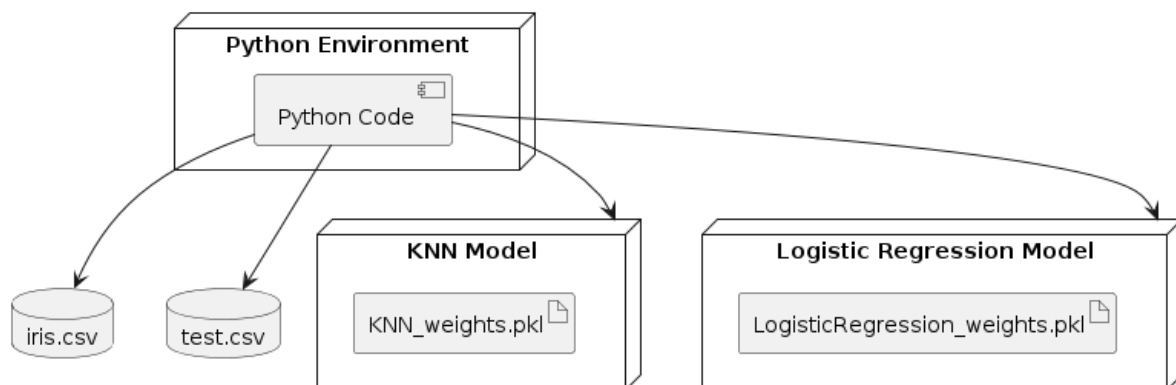 Python Environment
Python Code
iris.csv
test.csv
KNN Model
KNN_weights.pkl
Logistic Regression Model
LogisticRegression_weights.pkl